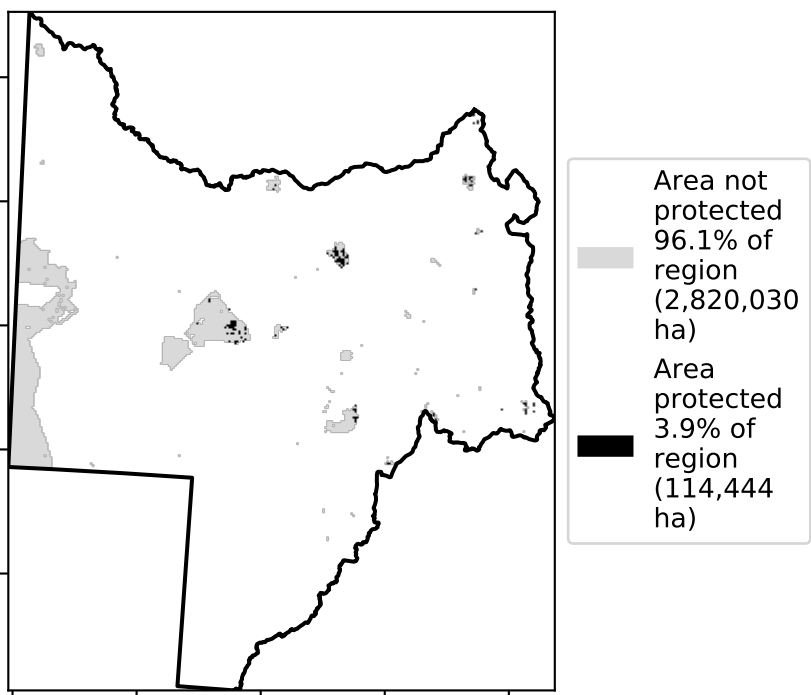 Area not
protected
96.1% of
region
(2,820,030
ha)
Area
protected
3.9% of
region
(114,444
ha)